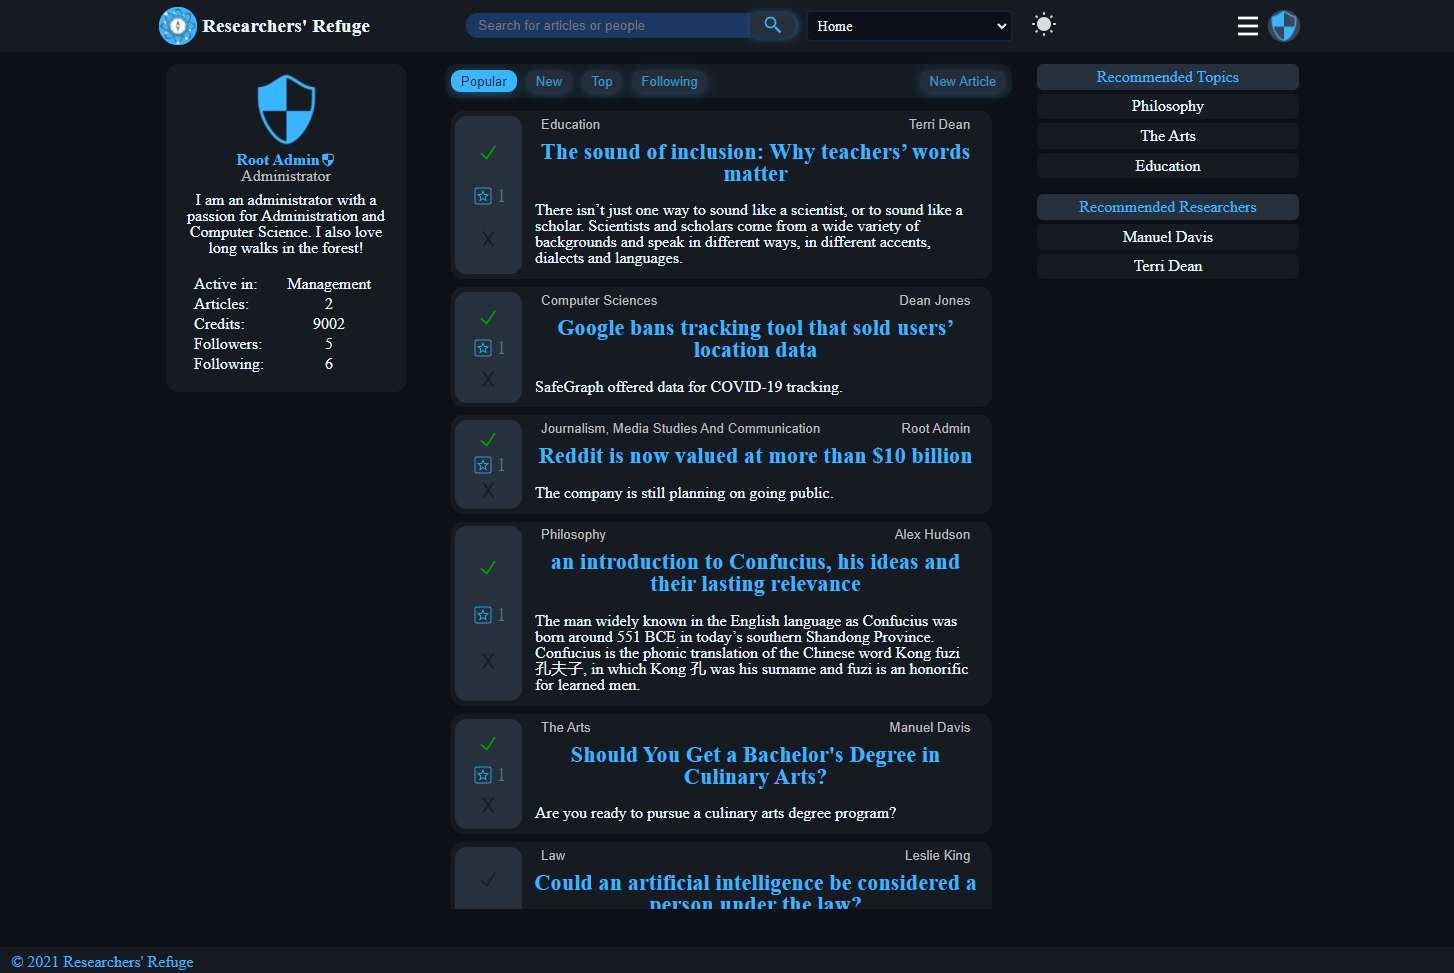 Researchers' Refuge
Search for articles or people
Home
Root Admin
Administrator
I am an administrator with a
passion for Administration and
Computer Science. I also love
long walks in the forest!
Active in: Management
Articles: 2
Credits: 9002
Followers: 5
Following: 6
Popular New Top Following New Article
Education Terri Dean
The sound of inclusion: Why teachers’ words
matter
1
There isn’t just one way to sound like a scientist, or to sound like a
scholar. Scientists and scholars come from a wide variety of
backgrounds and speak in different ways, in different accents,
dialects and languages.
Computer Sciences Dean Jones
Google bans tracking tool that sold users’
location data
1
SafeGraph offered data for COVID-19 tracking.
Journalism, Media Studies And Communication Root Admin
Reddit is now valued at more than $10 billion
1
The company is still planning on going public.
Philosophy Alex Hudson
an introduction to Confucius, his ideas and
their lasting relevance
1
The man widely known in the English language as Confucius was
born around 551 BCE in today’s southern Shandong Province.
Confucius is the phonic translation of the Chinese word Kong fuzi
孔夫子, in which Kong 孔 was his surname and fuzi is an honorific
for learned men.
The Arts Manuel Davis
Should You Get a Bachelor's Degree in
Culinary Arts?
1
Are you ready to pursue a culinary arts degree program?
Law Leslie King
Could an artificial intelligence be considered a
person under the law?
Recommended Topics
Philosophy
The Arts
Education
Recommended Researchers
Manuel Davis
Terri Dean
© 2021 Researchers' Refuge